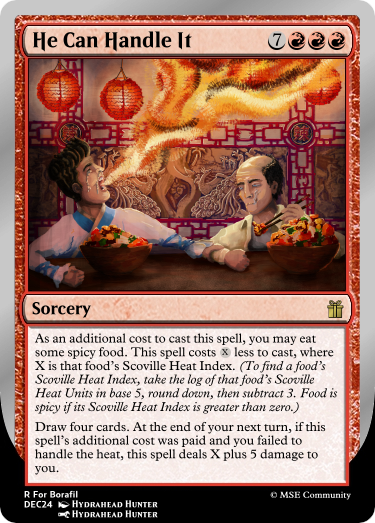 He Can Handle It 7
Sorcery
As an additional cost to cast this spell, you may eat
some spicy food. This spell costs X less to cast, where
X is that food's Scoville Heat Index. (To find a food's
Scoville Heat Index, take the log of that food's Scoville
Heat Units in base 5, round down, then subtract 3. Food is
spicy if its Scoville Heat Index is greater than zero.)
Draw four cards. At the end of your next turn, if this
spell's additional cost was paid and you failed to
handle the heat, this spell deals X plus 5 damage to
you.
R For Borafil
DEC24 Hydrahead Hunter © MSE Community
Hydrahead Hunter